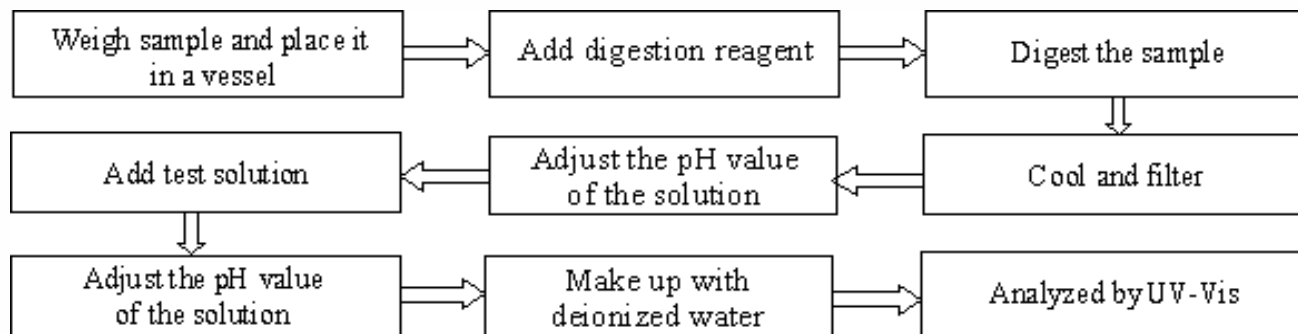 Weigh sample and place it
in a vessel
Add digestion reagent
Digest the sample
Cool and filter
Adjust the pH value
of the solution
Add test solution
Adjust the pH value
of the solution
Make up with
deionized water
Analyzed by UV-Vis